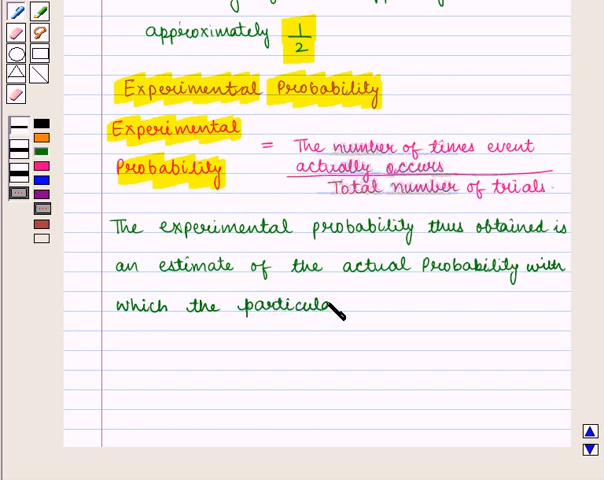 approximately 1/2
Experimental Probability
Experimental Probability = The number of times event actually occurs / Total number of trials.
The experimental probability thus obtained is
an estimate of the actual Probability with
which the particula